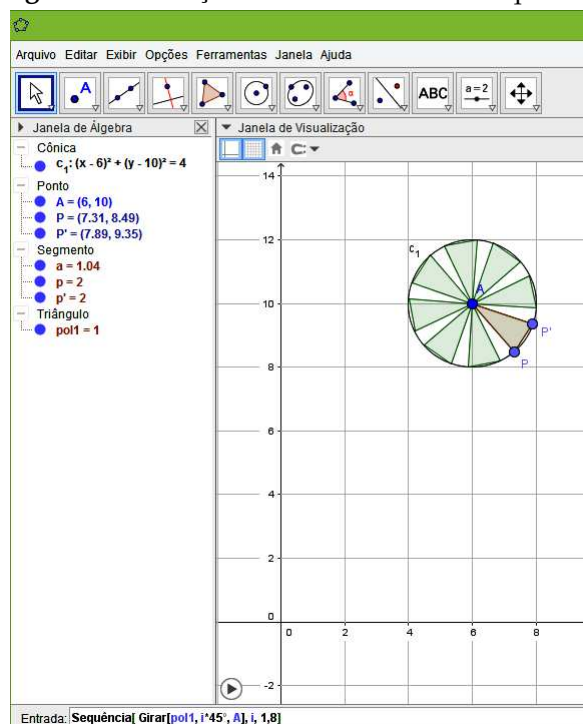 Arquivo Editar Exibir Opções Ferramentas Janela Ajuda
A
ABC
a=2
Janela de Álgebra
Cônica
c₁: (x - 6)² + (y - 10)² = 4
Ponto
A = (6, 10)
P = (7.31, 8.49)
P' = (7.89, 9.35)
Segmento
a = 1.04
p = 2
p' = 2
Triângulo
pol1 = 1
Janela de Visualização
14
12
10
8
6
4
2
0
-2
0 2 4 6 8
c₁
A
P'
P
Entrada: Sequência[ Girar[pol1, i*45°, A], i, 1,8]